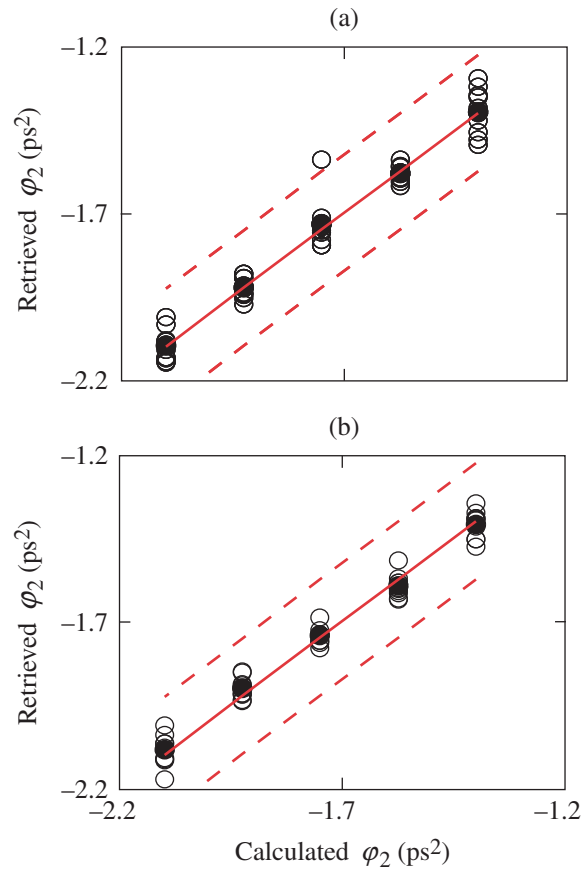 (a)
−1.2
−1.7
−2.2
Retrieved φ2 (ps²)
(b)
−1.2
−1.7
−2.2
Retrieved φ2 (ps²)
−2.2 −1.7 −1.2
Calculated φ2 (ps²)